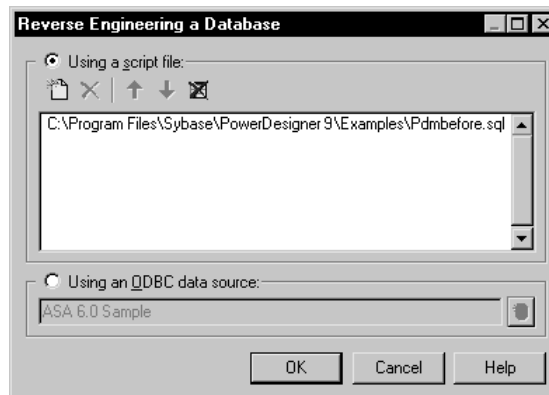 Reverse Engineering a Database
Using a script file:
C:\Program Files\Sybase\PowerDesigner 9\Examples\Pdmbefore.sql
Using an ODBC data source:
ASA 6.0 Sample
OK Cancel Help